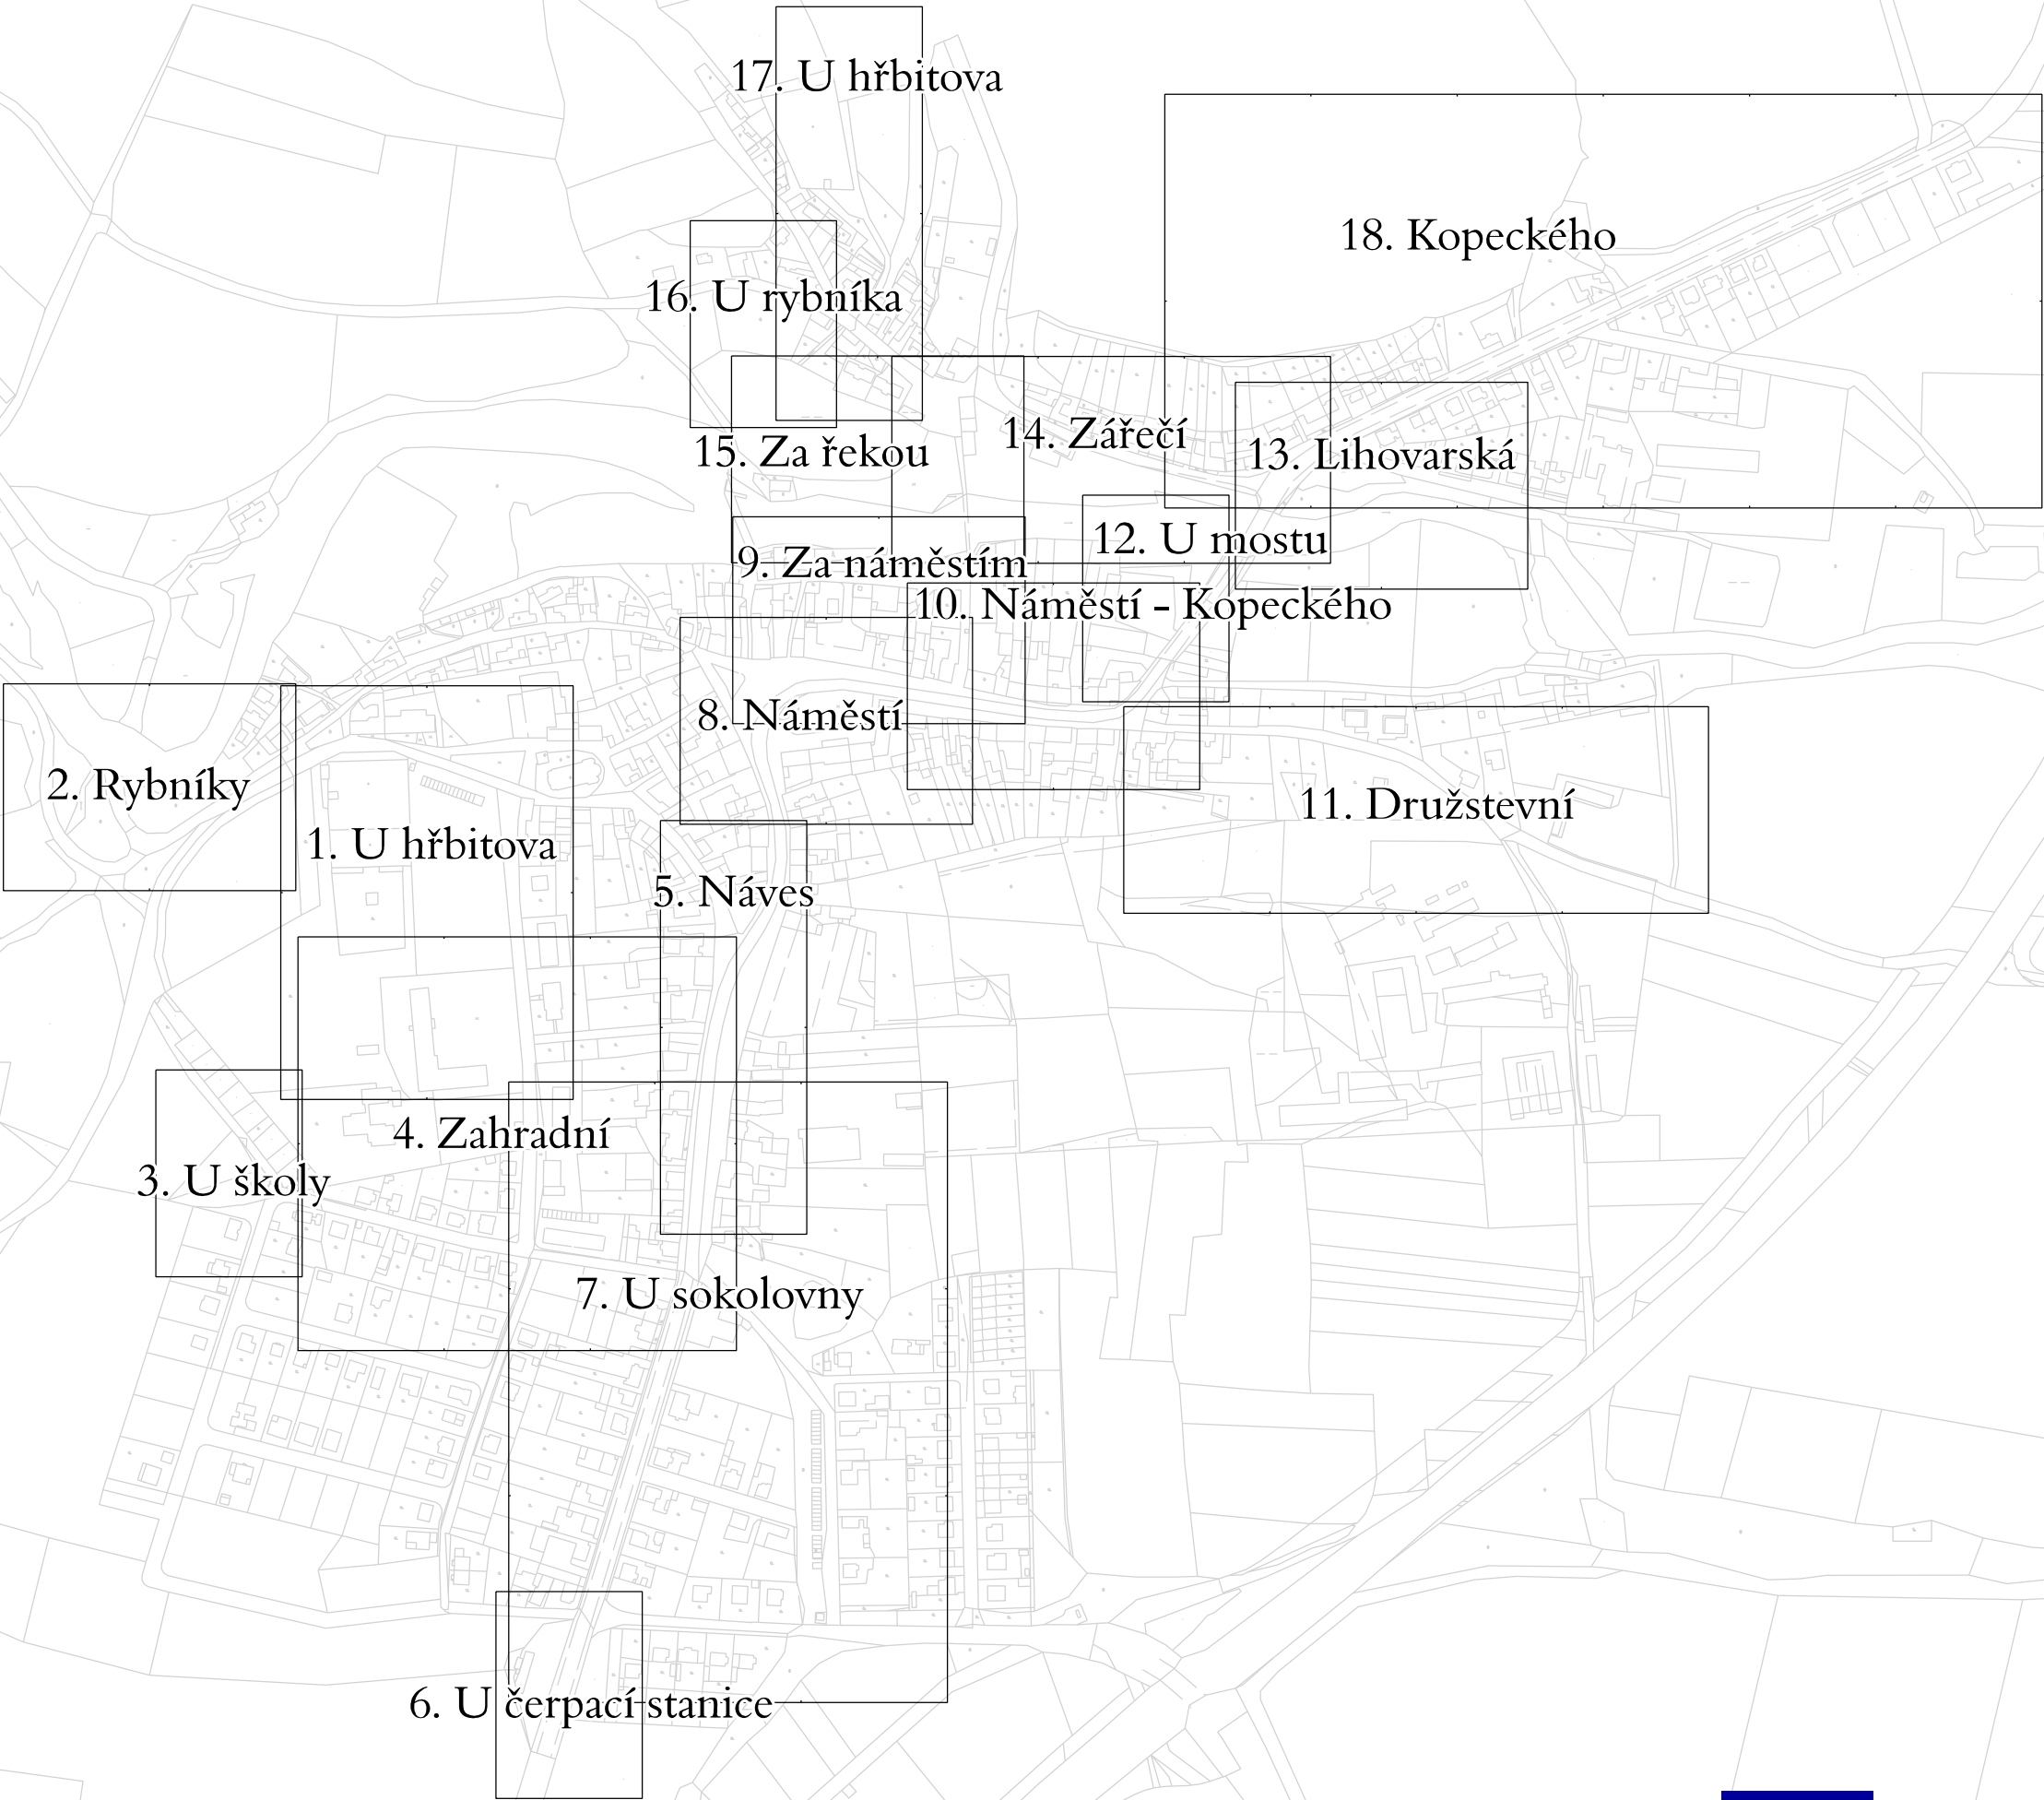 17. U hřbitova
18. Kopeckého
16. U rybníka
14. Zářečí
15. Za řekou
13. Lihovarská
12. U mostu
9. Za náměstím
10. Náměstí - Kopeckého
8. Náměstí
2. Rybníky
11. Družstevní
1. U hřbitova
5. Náves
4. Zahradní
3. U školy
7. U sokolovny
6. U čerpací stanice